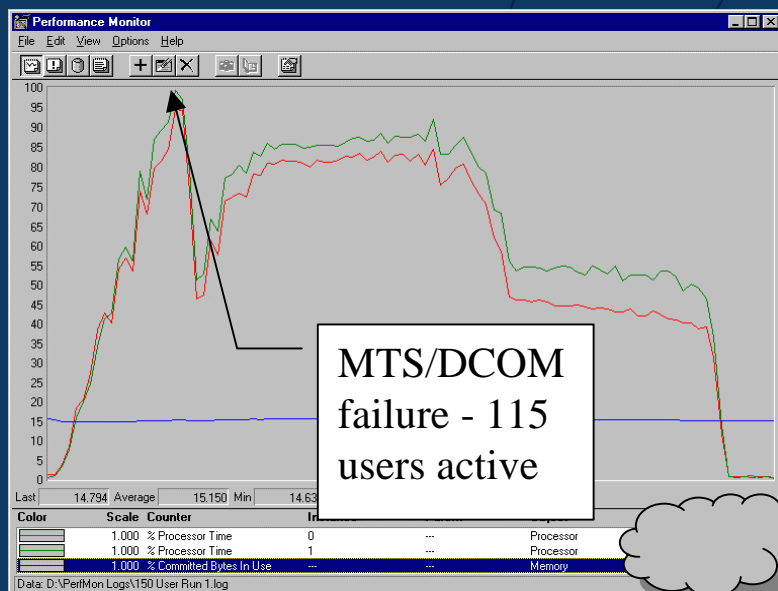 Performance Monitor
File Edit View Options Help
100
95
90
85
80
75
70
65
60
55
50
45
40
35
30
25
20
15
10
5
0
MTS/DCOM
failure - 115
users active
Last 14.794 Average 15.150 Min 14.63
Color Scale Counter
1.000 % Processor Time 0 --- Processor
1.000 % Processor Time 1 --- Processor
1.000 % Committed Bytes In Use --- --- Memory
Data: D:\PerfMon Logs\150 User Run 1.log